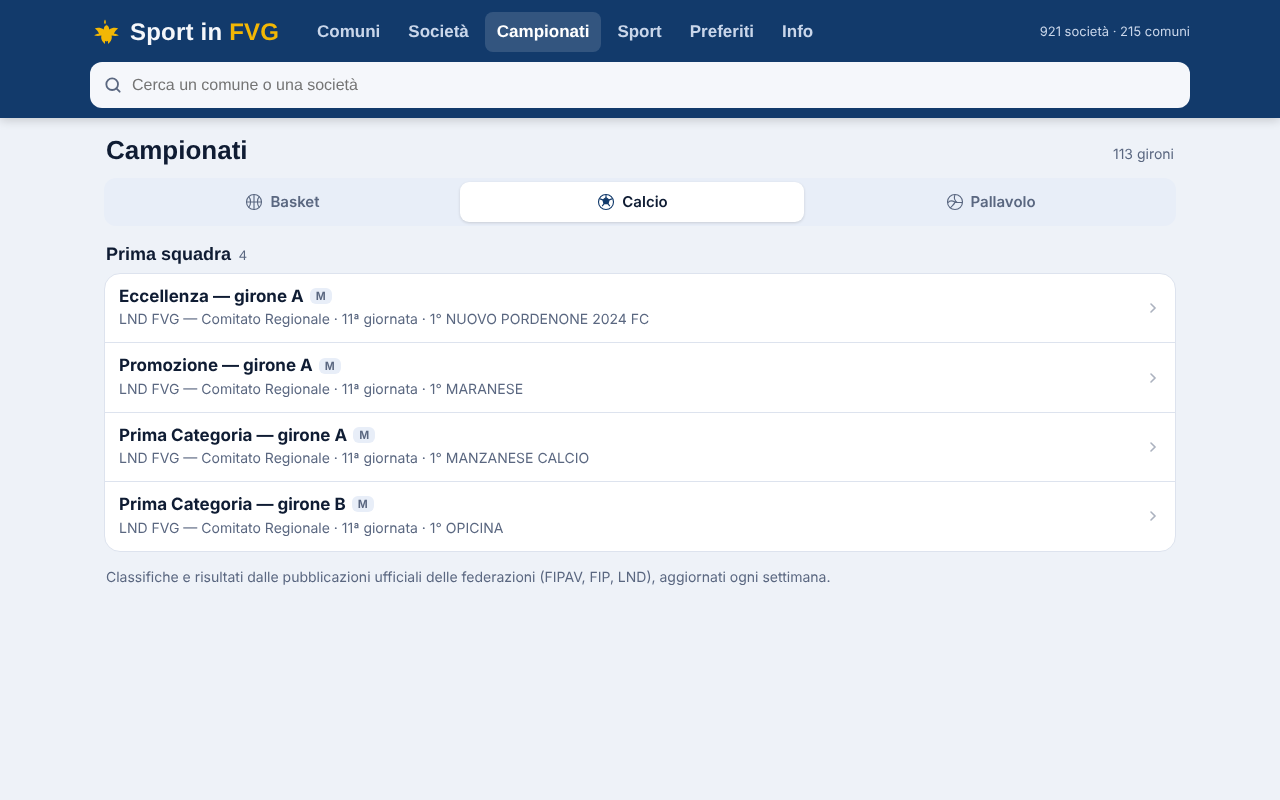 Sport in FVG
Comuni Società Campionati Sport Preferiti Info
921 società · 215 comuni
Cerca un comune o una società
Campionati
113 gironi
Basket Calcio Pallavolo
Prima squadra 4
Eccellenza — girone A M
LND FVG — Comitato Regionale · 11ª giornata · 1° NUOVO PORDENONE 2024 FC
Promozione — girone A M
LND FVG — Comitato Regionale · 11ª giornata · 1° MARANESE
Prima Categoria — girone A M
LND FVG — Comitato Regionale · 11ª giornata · 1° MANZANESE CALCIO
Prima Categoria — girone B M
LND FVG — Comitato Regionale · 11ª giornata · 1° OPICINA
Classifiche e risultati dalle pubblicazioni ufficiali delle federazioni (FIPAV, FIP, LND), aggiornati ogni settimana.